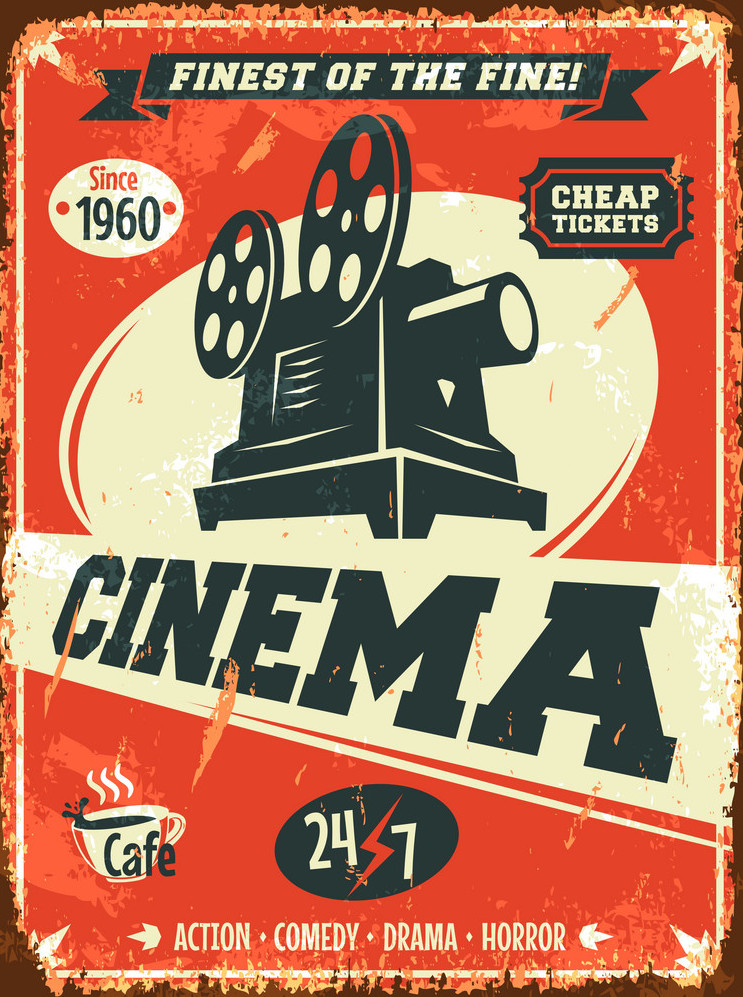 FINEST OF THE FINE!
Since
1960
CHEAP
TICKETS
CINEMA
Cafe
24 7
ACTION • COMEDY • DRAMA • HORROR